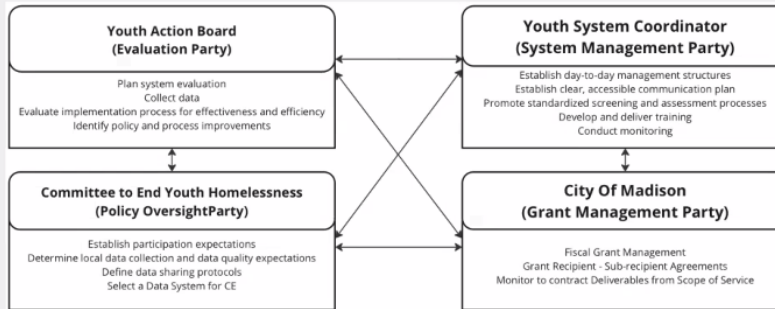 Youth Action Board
(Evaluation Party)
Plan system evaluation
Collect data
Evaluate implementation process for effectiveness and efficiency
Identify policy and process improvements
Youth System Coordinator
(System Management Party)
Establish day-to-day management structures
Establish clear, accessible communication plan
Promote standardized screening and assessment processes
Develop and deliver training
Conduct monitoring
Committee to End Youth Homelessness
(Policy OversightParty)
Establish participation expectations
Determine local data collection and data quality expectations
Define data sharing protocols
Select a Data System for CE
City Of Madison
(Grant Management Party)
Fiscal Grant Management
Grant Recipient - Sub-recipient Agreements
Monitor to contract Deliverables from Scope of Service